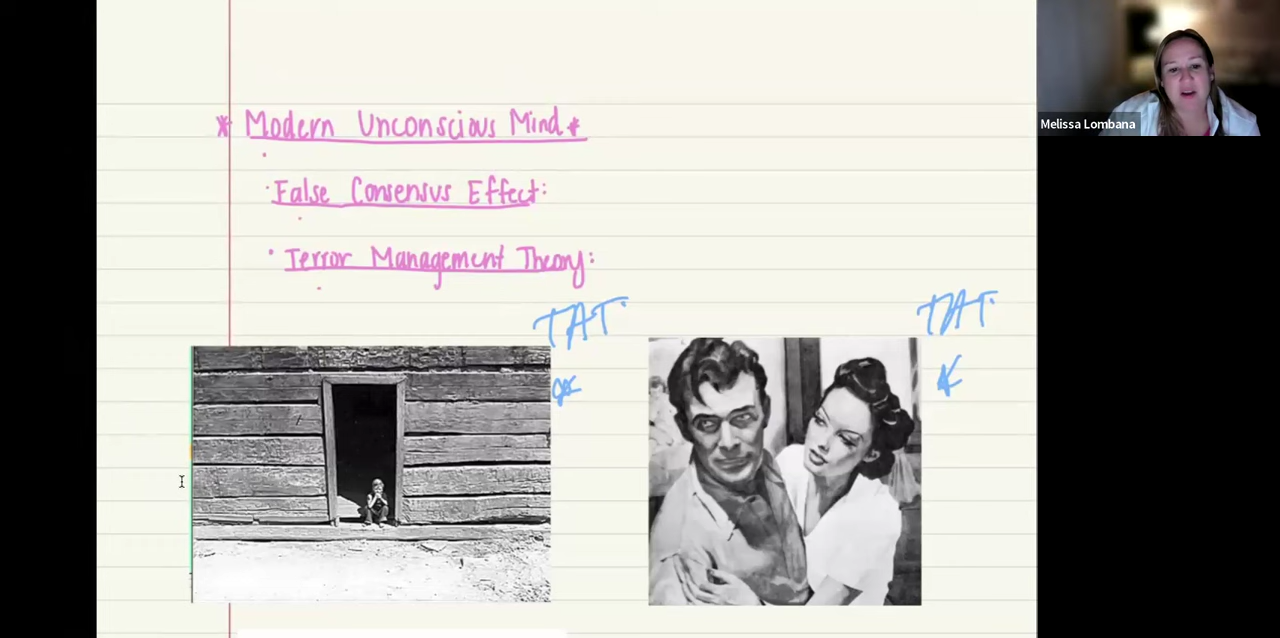 * Modern Unconscious Mind *
Melissa Lombana
· False Consensus Effect:
· Terror Management Theory:
TAT. TAT.